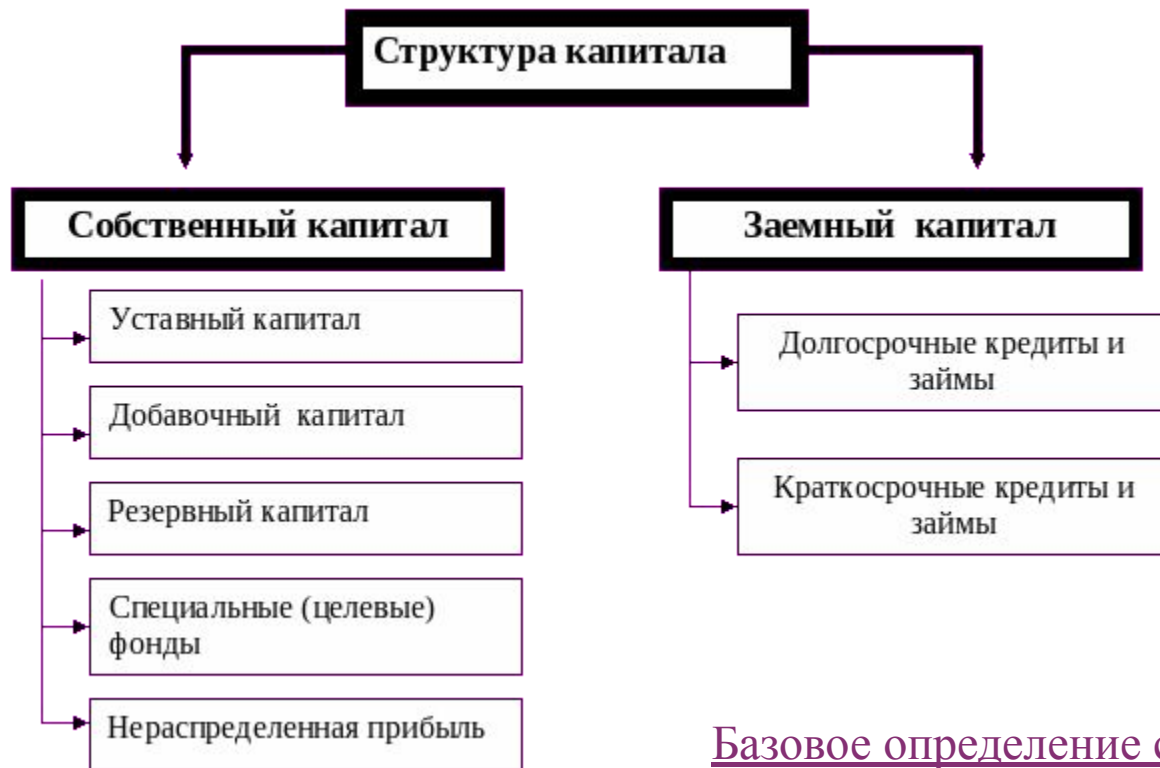 Структура капитала
Собственный капитал
Уставный капитал
Добавочный капитал
Резервный капитал
Специальные (целевые)
фонды
Нераспределенная прибыль
Заемный капитал
Долгосрочные кредиты и
займы
Краткосрочные кредиты и
займы
Базовое определение